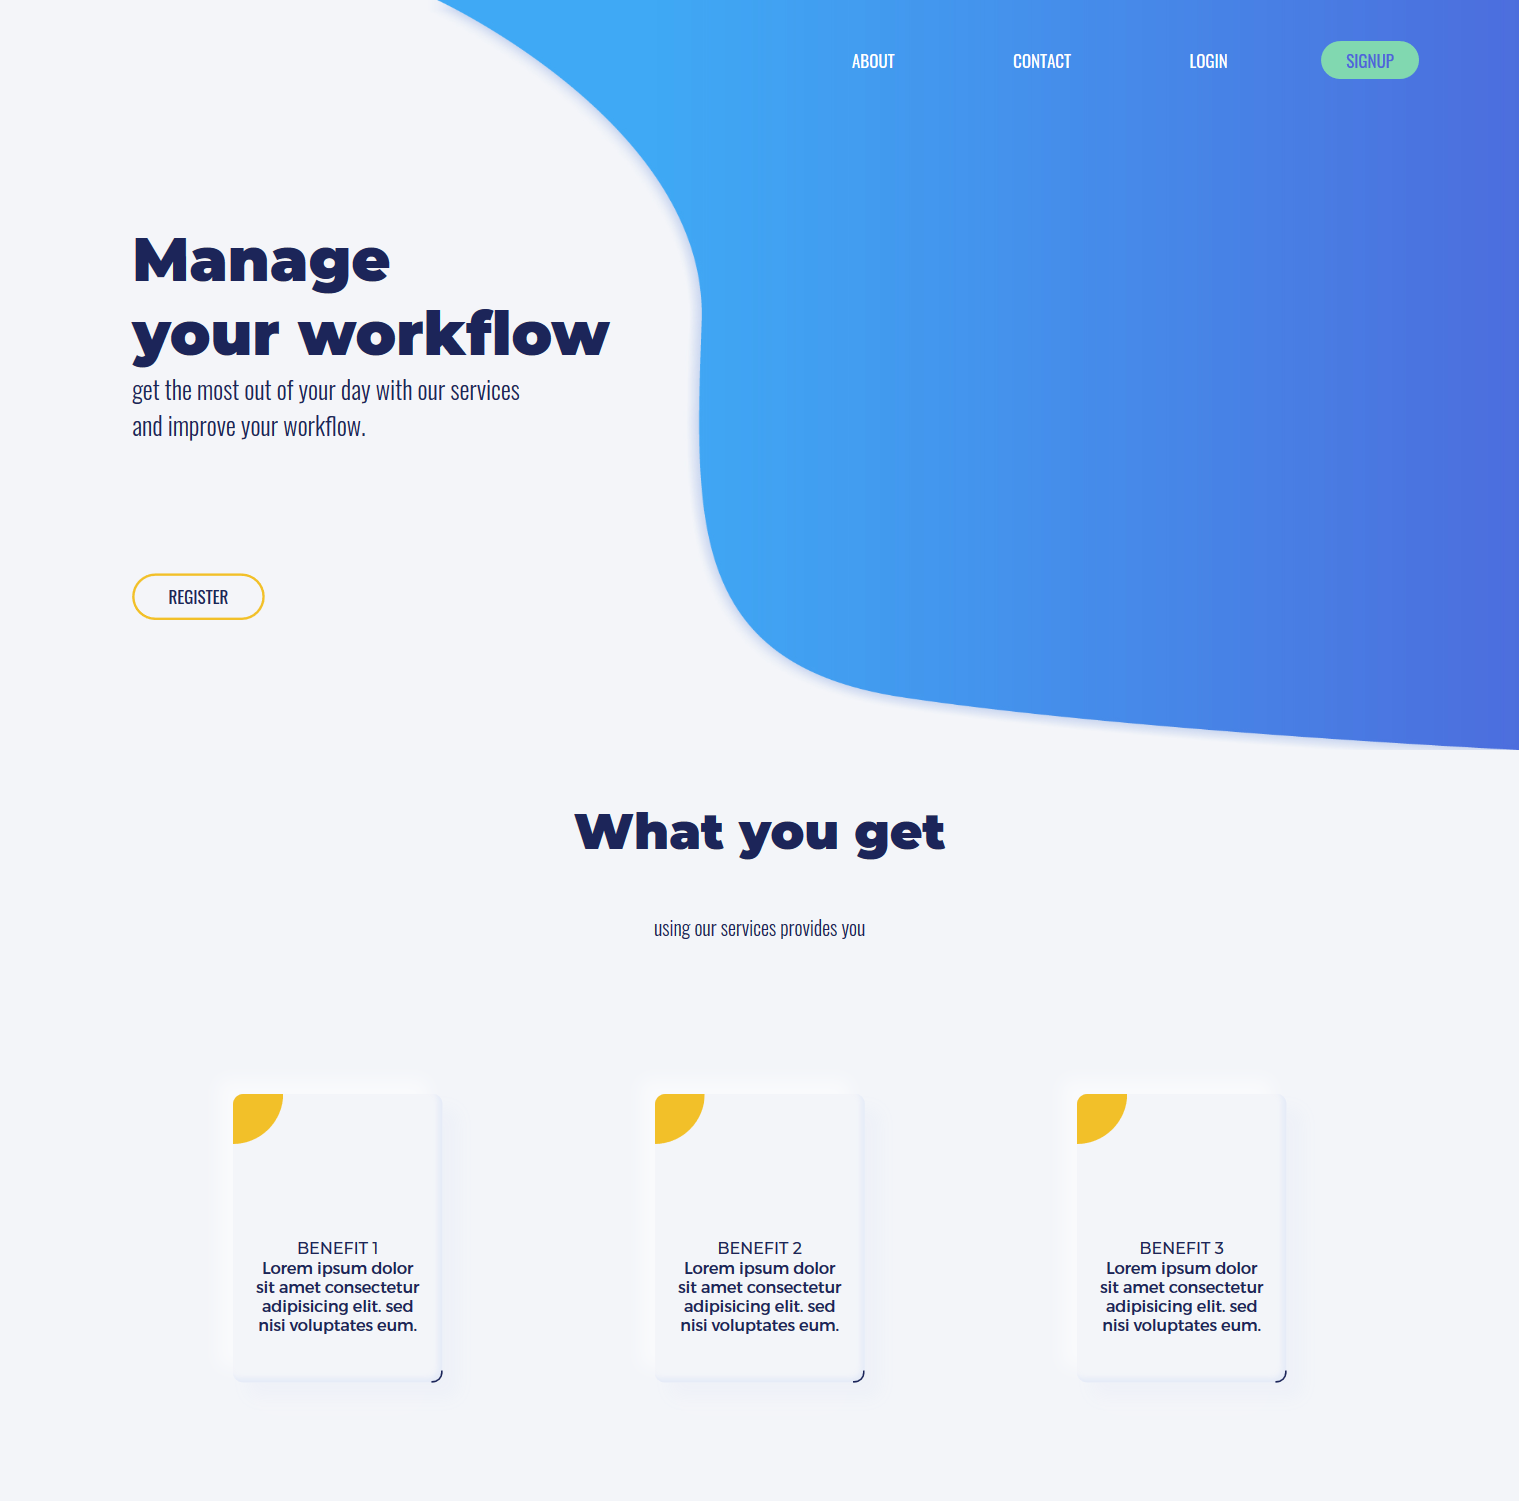 ABOUT CONTACT LOGIN SIGNUP
Manage
your workflow
get the most out of your day with our services
and improve your workflow.
REGISTER
What you get
using our services provides you
BENEFIT 1
Lorem ipsum dolor
sit amet consectetur
adipisicing elit. sed
nisi voluptates eum.
BENEFIT 2
Lorem ipsum dolor
sit amet consectetur
adipisicing elit. sed
nisi voluptates eum.
BENEFIT 3
Lorem ipsum dolor
sit amet consectetur
adipisicing elit. sed
nisi voluptates eum.